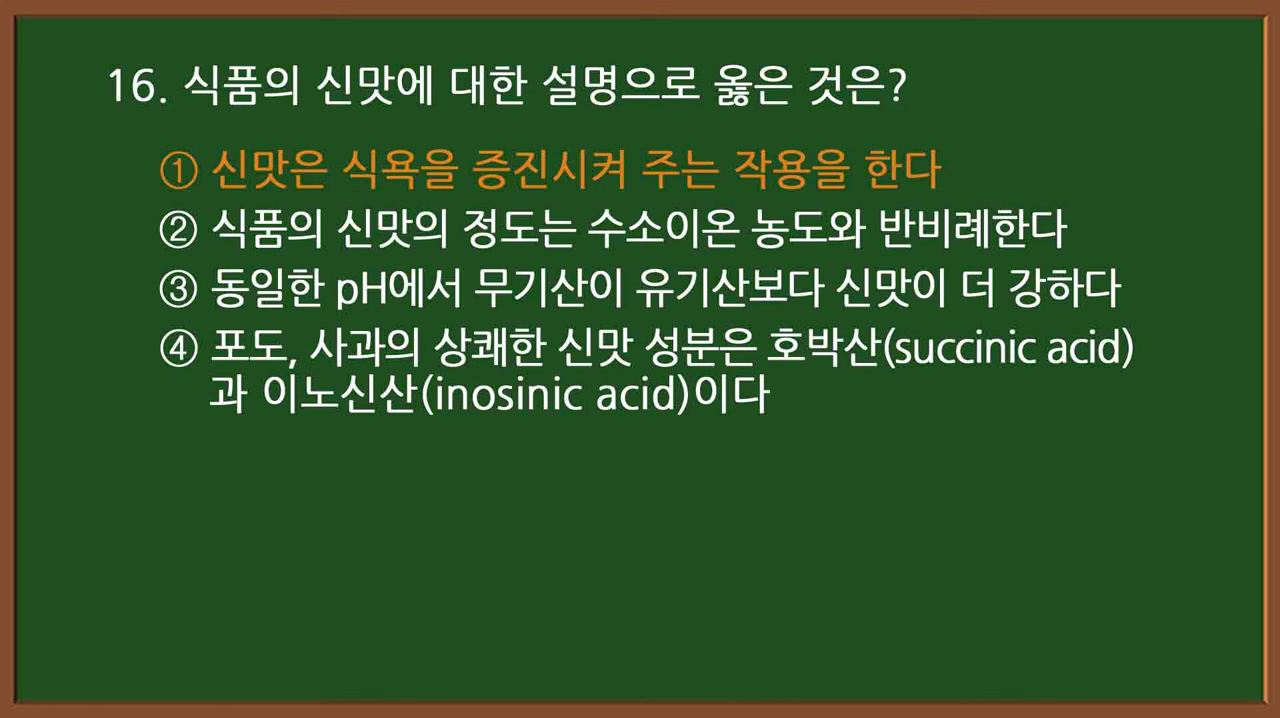 16. 식품의 신맛에 대한 설명으로 옳은 것은?
① 신맛은 식욕을 증진시켜 주는 작용을 한다
② 식품의 신맛의 정도는 수소이온 농도와 반비례한다
③ 동일한 pH에서 무기산이 유기산보다 신맛이 더 강하다
④ 포도, 사과의 상쾌한 신맛 성분은 호박산(succinic acid)
과 이노신산(inosinic acid)이다